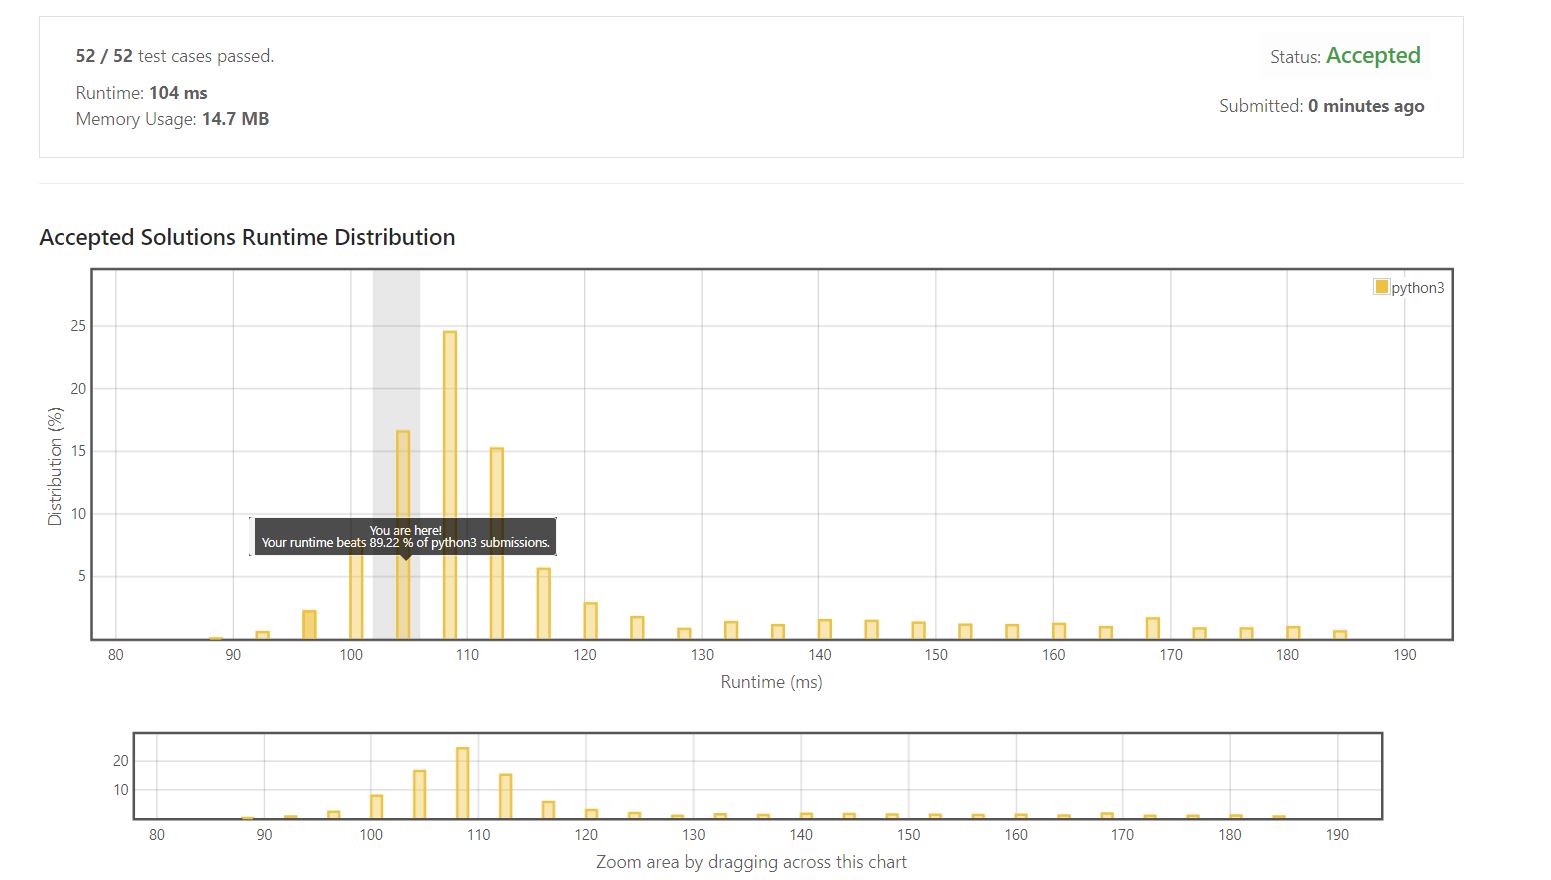 52 / 52 test cases passed.
Status: Accepted
Runtime: 104 ms
Submitted: 0 minutes ago
Memory Usage: 14.7 MB
Accepted Solutions Runtime Distribution
python3
25
20
15
10
5
Distribution (%)
You are here!
Your runtime beats 89.22 % of python3 submissions.
80 90 100 110 120 130 140 150 160 170 180 190
Runtime (ms)
20
10
80 90 100 110 120 130 140 150 160 170 180 190
Zoom area by dragging across this chart